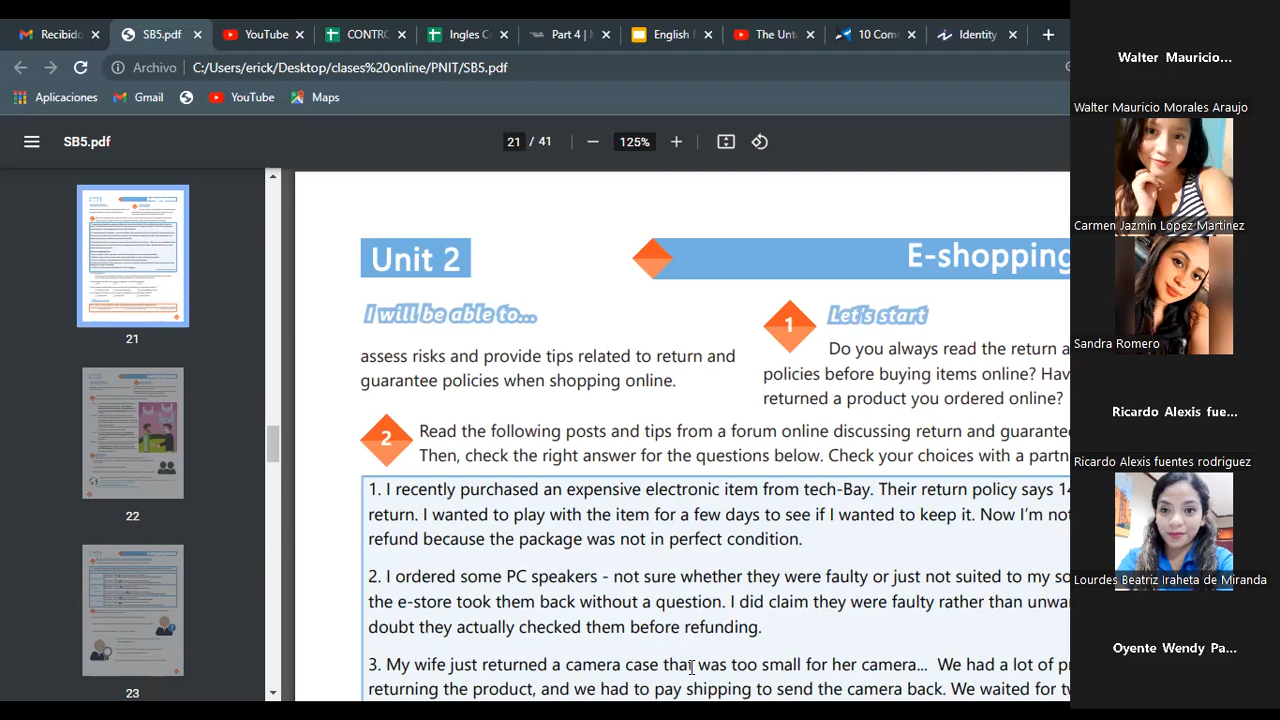 Recibido
SB5.pdf
YouTube
CONTRO
Ingles C
Part 4 |
English
The Unt
10 Com
Identity
Archivo
C:/Users/erick/Desktop/clases%20online/PNIT/SB5.pdf
Aplicaciones
Gmail
YouTube
Maps
SB5.pdf
21 / 41
125%
21
22
23
Unit 2
E-shopping
I will be able to...
assess risks and provide tips related to return and
guarantee policies when shopping online.
1
Let's start
Do you always read the return a
policies before buying items online? Hav
returned a product you ordered online?
2
Read the following posts and tips from a forum online discussing return and guarante
Then, check the right answer for the questions below. Check your choices with a partn
1. I recently purchased an expensive electronic item from tech-Bay. Their return policy says 14
return. I wanted to play with the item for a few days to see if I wanted to keep it. Now I'm not
refund because the package was not in perfect condition.
2. I ordered some PC speakers - not sure whether they were faulty or just not suited to my so
the e-store took them back without a question. I did claim they were faulty rather than unwan
doubt they actually checked them before refunding.
3. My wife just returned a camera case that was too small for her camera... We had a lot of pr
returning the product, and we had to pay shipping to send the camera back. We waited for tw
Walter Mauricio...
Walter Mauricio Morales Araujo
Carmen Jazmin Lopez Martinez
Sandra Romero
Ricardo Alexis fue...
Ricardo Alexis fuentes rodriguez
Lourdes Beatriz Iraheta de Miranda
Oyente Wendy Pa...